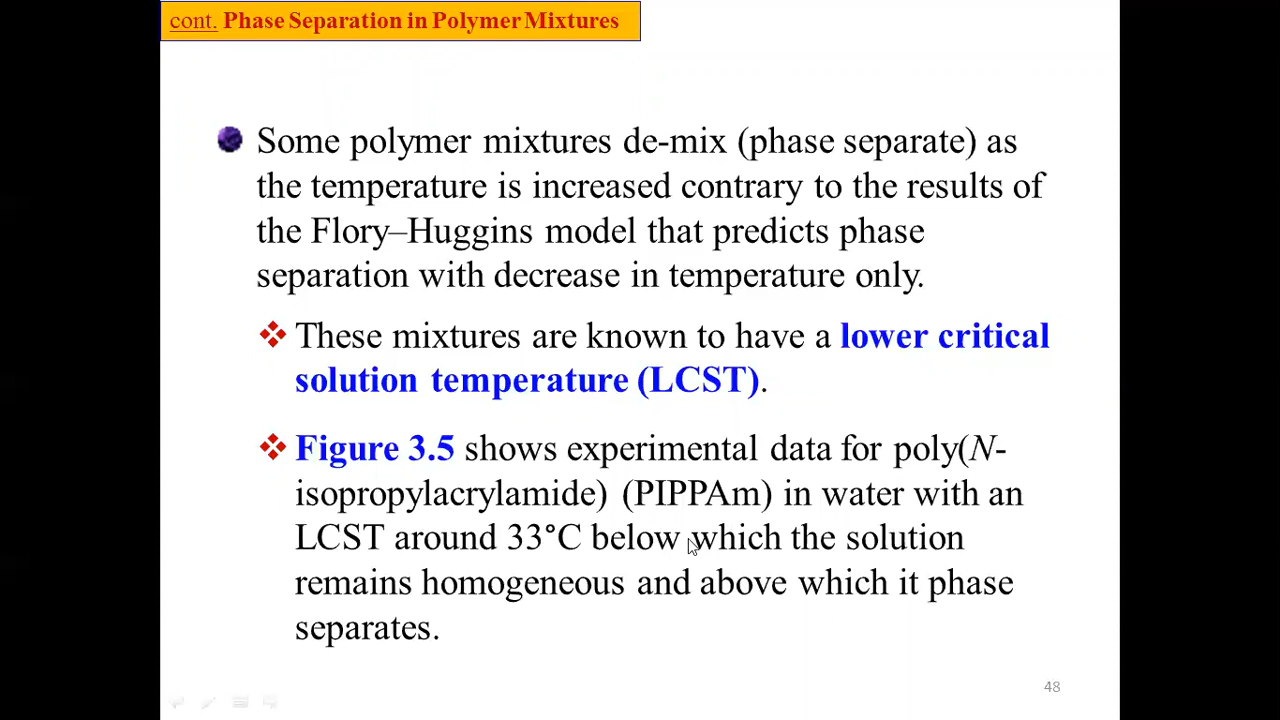 cont. Phase Separation in Polymer Mixtures
Some polymer mixtures de-mix (phase separate) as
the temperature is increased contrary to the results of
the Flory–Huggins model that predicts phase
separation with decrease in temperature only.
These mixtures are known to have a lower critical
solution temperature (LCST).
Figure 3.5 shows experimental data for poly(N-
isopropylacrylamide) (PIPPAm) in water with an
LCST around 33°C below which the solution
remains homogeneous and above which it phase
separates.
48